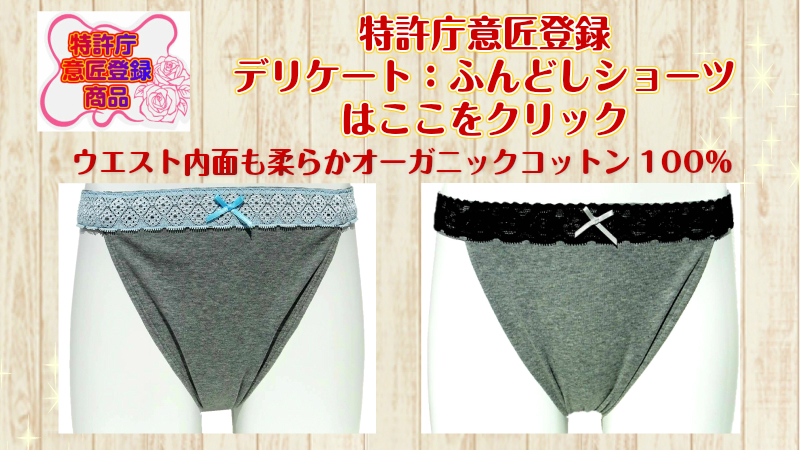 特許庁
意匠登録
商品
特許庁意匠登録
デリケート：ふんどしショーツ
はここをクリック
ウエスト内面も柔らかオーガニックコットン100%